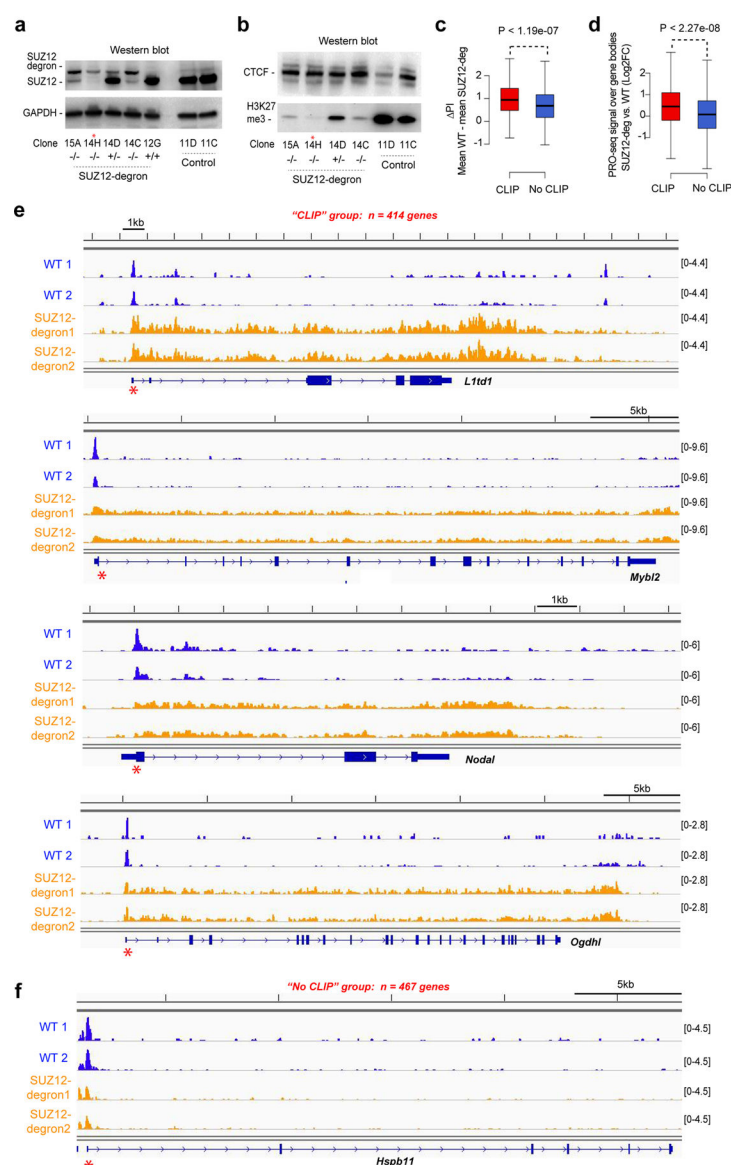 a
Western blot
SUZ12
degron
SUZ12
GAPDH
*
Clone 15A 14H 14D 14C 12G 11D 11C
-/- -/- +/- -/- +/+
Control
SUZ12-degron
b
Western blot
CTCF
H3K27
me3
*
Clone 15A 14H 14D 14C 11D 11C
-/- -/- +/- -/-
Control
SUZ12-degron
c
P < 1.19e-07
ΔPI
Mean WT - mean SUZ12-deg
3
2
1
0
-1
CLIP
No CLIP
d
P < 2.27e-08
PRO-seq signal over gene bodies
SUZ12-deg vs. WT (Log2FC)
2
1
0
-1
CLIP No CLIP
e
"CLIP" group: n = 414 genes
1kb
WT 1
[0-4.4]
WT 2
[0-4.4]
SUZ12-
degron1
[0-4.4]
SUZ12-
degron2
[0-4.4]
L1td1
*
5kb
WT 1
[0-9.6]
WT 2
[0-9.6]
SUZ12-
degron1
[0-9.6]
SUZ12-
degron2
[0-9.6]
Mybl2
*
1kb
WT 1
[0-6]
WT 2
[0-6]
SUZ12-
degron1
[0-6]
SUZ12-
degron2
[0-6]
Nodal
*
5kb
WT 1
[0-2.8]
WT 2
[0-2.8]
SUZ12-
degron1
[0-2.8]
SUZ12-
degron2
[0-2.8]
Ogdhl
*
f
"No CLIP" group: n = 467 genes
5kb
WT 1
[0-4.5]
WT 2
[0-4.5]
SUZ12-
degron1
[0-4.5]
SUZ12-
degron2
[0-4.5]
Hspb11
*